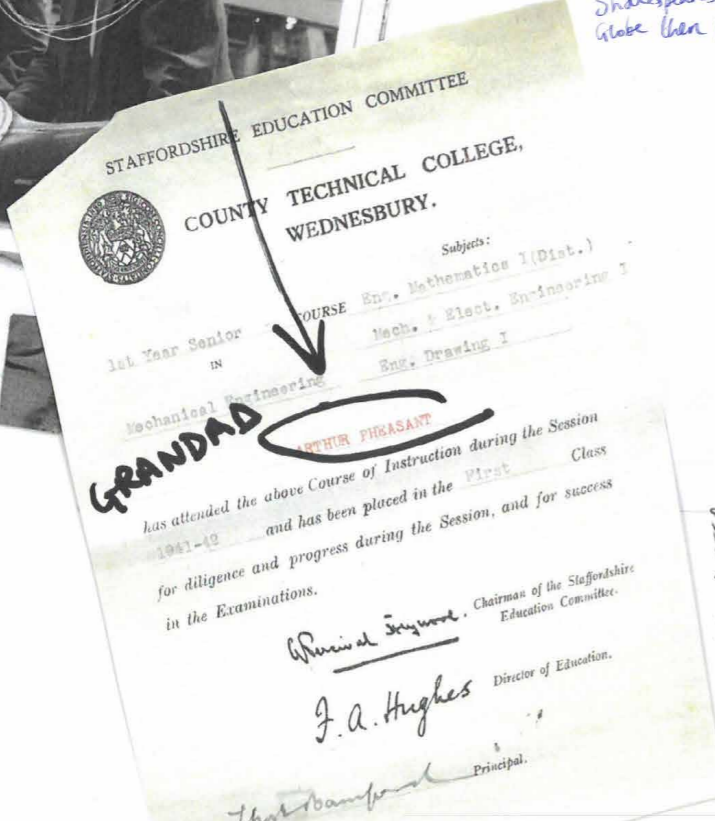 Shakespeare
Globe then
STAFFORDSHIRE EDUCATION COMMITTEE
COUNTY TECHNICAL COLLEGE,
WEDNESBURY.
Subjects:
1st Year Senior COURSE Eng. Mathematics I(Dist.)
IN Mech. & Elect. Engineering I
Mechanical Engineering Eng. Drawing I
GRANDAD
ARTHUR PHEASANT
has attended the above Course of Instruction during the Session
1941-42 and has been placed in the First Class
for diligence and progress during the Session, and for success
in the Examinations.
Chairman of the Staffordshire
Education Committee.
F. A. Hughes Director of Education.
Principal.